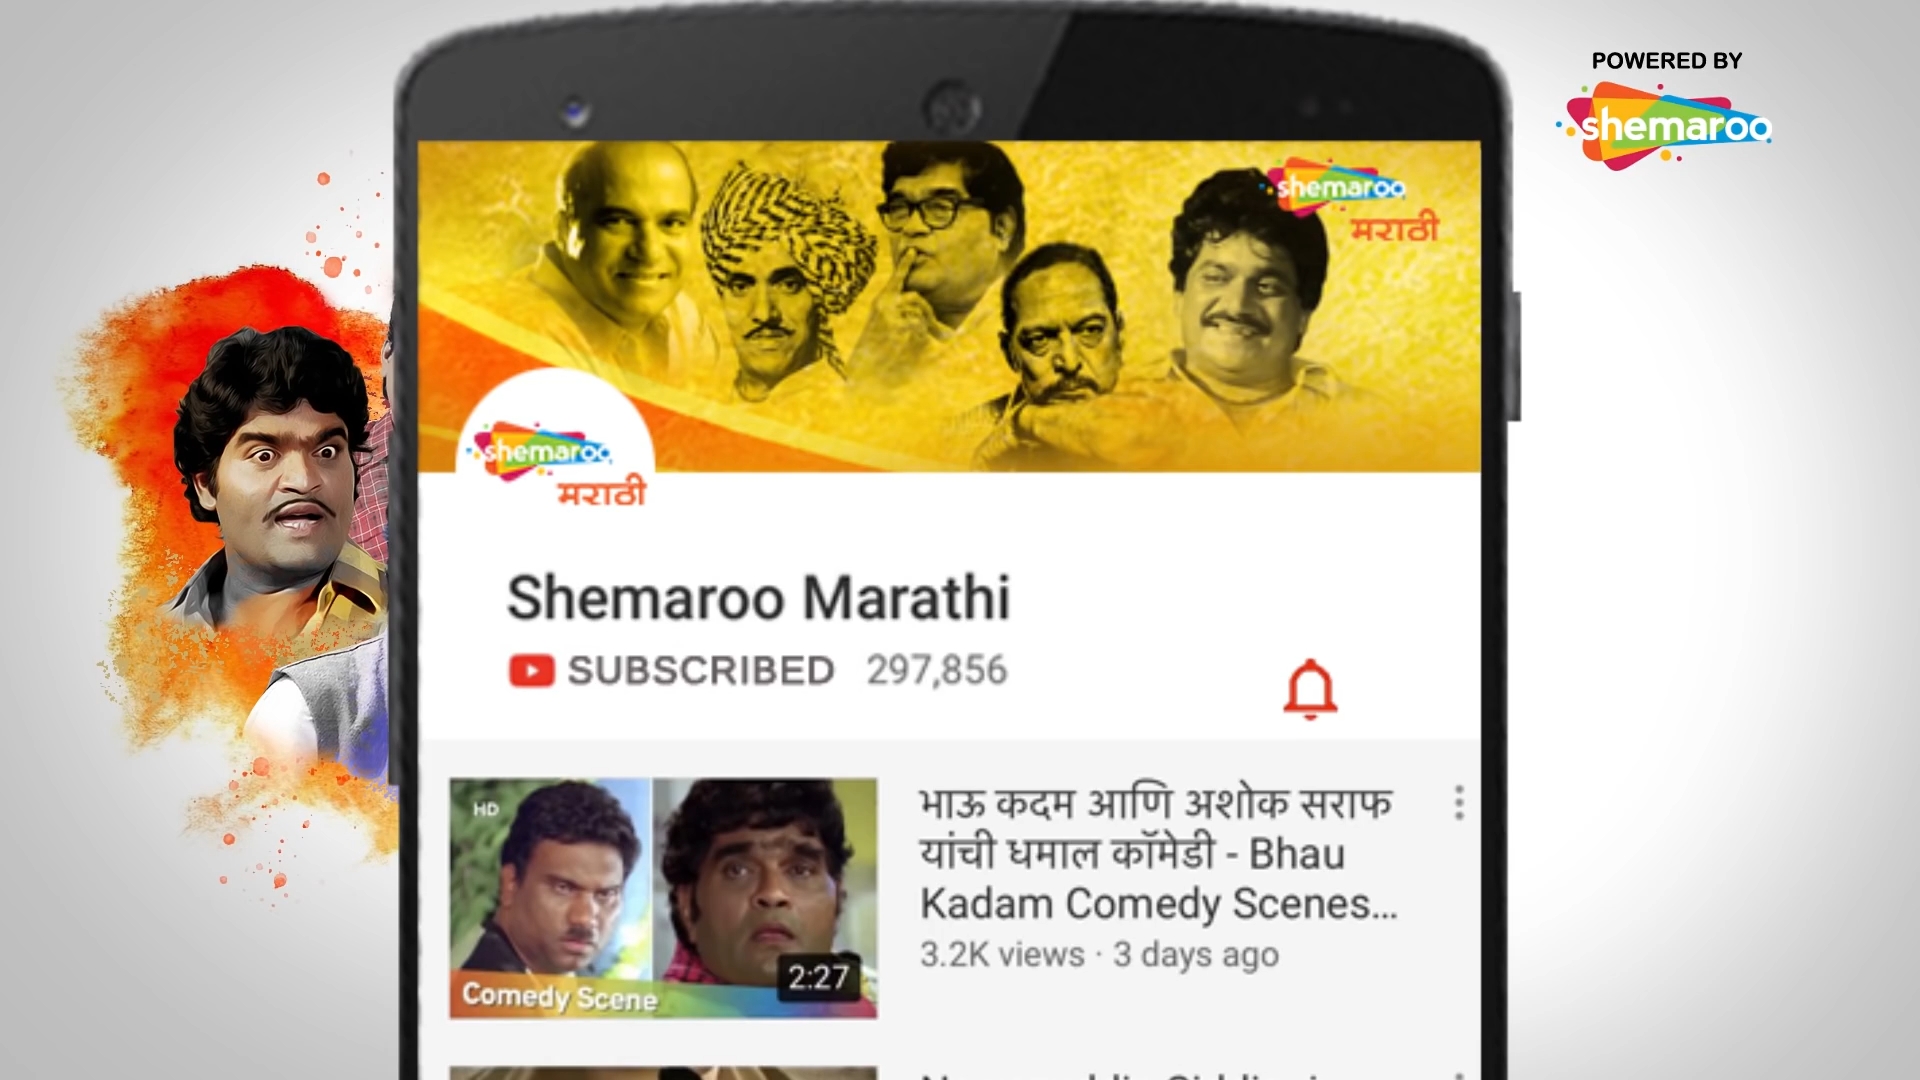 POWERED BY
shemaroo
shemaroo
मराठी
shemaroo
मराठी
Shemaroo Marathi
SUBSCRIBED 297,856
HD
Comedy Scene
2:27
भाऊ कदम आणि अशोक सराफ
यांची धमाल कॉमेडी - Bhau
Kadam Comedy Scenes...
3.2K views · 3 days ago